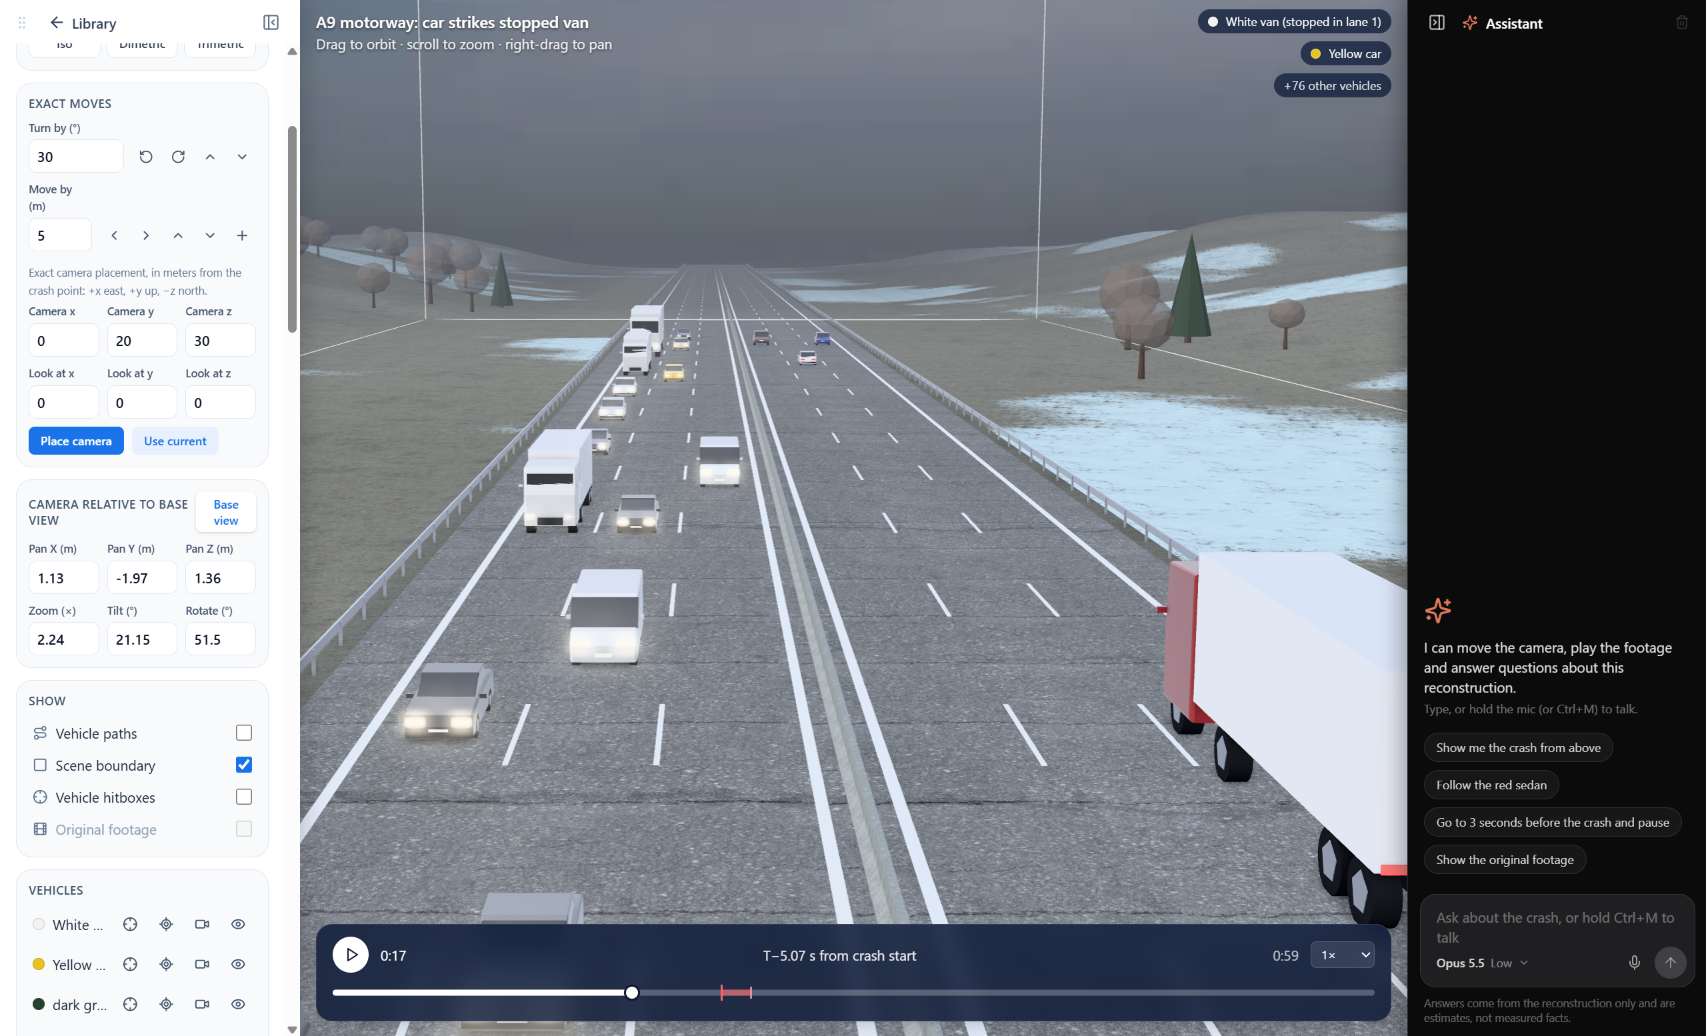 Library
Iso Dimetric Trimetric
EXACT MOVES
Turn by (°)
30
Move by
(m)
5
Exact camera placement, in meters from the
crash point: +x east, +y up, −z north.
Camera x Camera y Camera z
0 20 30
Look at x Look at y Look at z
0 0 0
Place camera Use current
CAMERA RELATIVE TO BASE
VIEW
Base
view
Pan X (m) Pan Y (m) Pan Z (m)
1.13 -1.97 1.36
Zoom (×) Tilt (°) Rotate (°)
2.24 21.15 51.5
SHOW
Vehicle paths
Scene boundary
Vehicle hitboxes
Original footage
VEHICLES
White ...
Yellow ...
dark gr...
A9 motorway: car strikes stopped van
Drag to orbit · scroll to zoom · right-drag to pan
White van (stopped in lane 1)
Yellow car
+76 other vehicles
0:17 T−5.07 s from crash start 0:59 1×
Assistant
I can move the camera, play the footage
and answer questions about this
reconstruction.
Type, or hold the mic (or Ctrl+M) to talk.
Show me the crash from above
Follow the red sedan
Go to 3 seconds before the crash and pause
Show the original footage
Ask about the crash, or hold Ctrl+M to
talk
Opus 5.5 Low
Answers come from the reconstruction only and are
estimates, not measured facts.